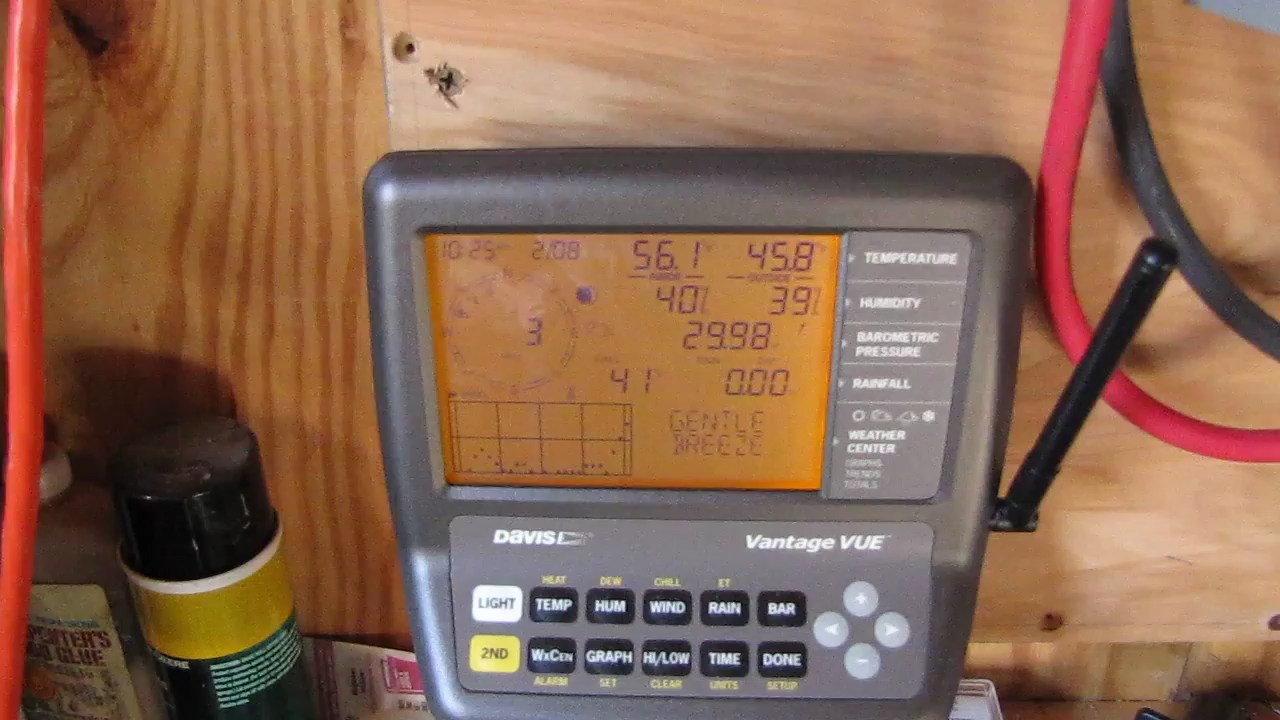 10:25 2/08 56.1° 45.8°
INSIDE OUTSIDE
40% 39%
3 29.98
41° 0.00
GENTLE
BREEZE
TEMPERATURE
HUMIDITY
BAROMETRIC
PRESSURE
RAINFALL
WEATHER
CENTER
GRAPHS
TRENDS
TOTALS
DAVIS Vantage VUE
HEAT DEW CHILL ET
LIGHT TEMP HUM WIND RAIN BAR
2ND WxCEN GRAPH HI/LOW TIME DONE
ALARM SET CLEAR UNITS SETUP
+
-
GLUE